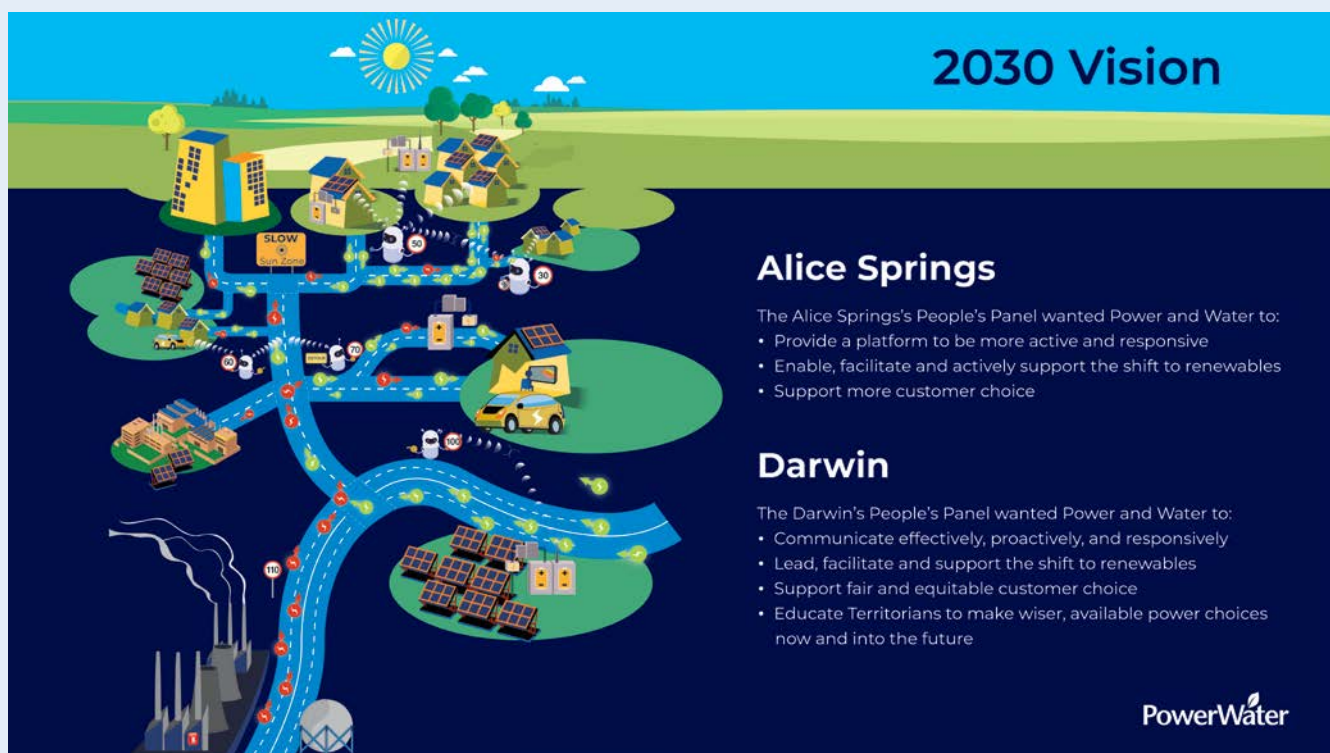 2030 Vision
SLOW
Sun Zone
50
30
60
70
100
110
Alice Springs
The Alice Springs's People's Panel wanted Power and Water to:
• Provide a platform to be more active and responsive
• Enable, facilitate and actively support the shift to renewables
• Support more customer choice
Darwin
The Darwin's People's Panel wanted Power and Water to:
• Communicate effectively, proactively, and responsively
• Lead, facilitate and support the shift to renewables
• Support fair and equitable customer choice
• Educate Territorians to make wiser, available power choices
now and into the future
PowerWater